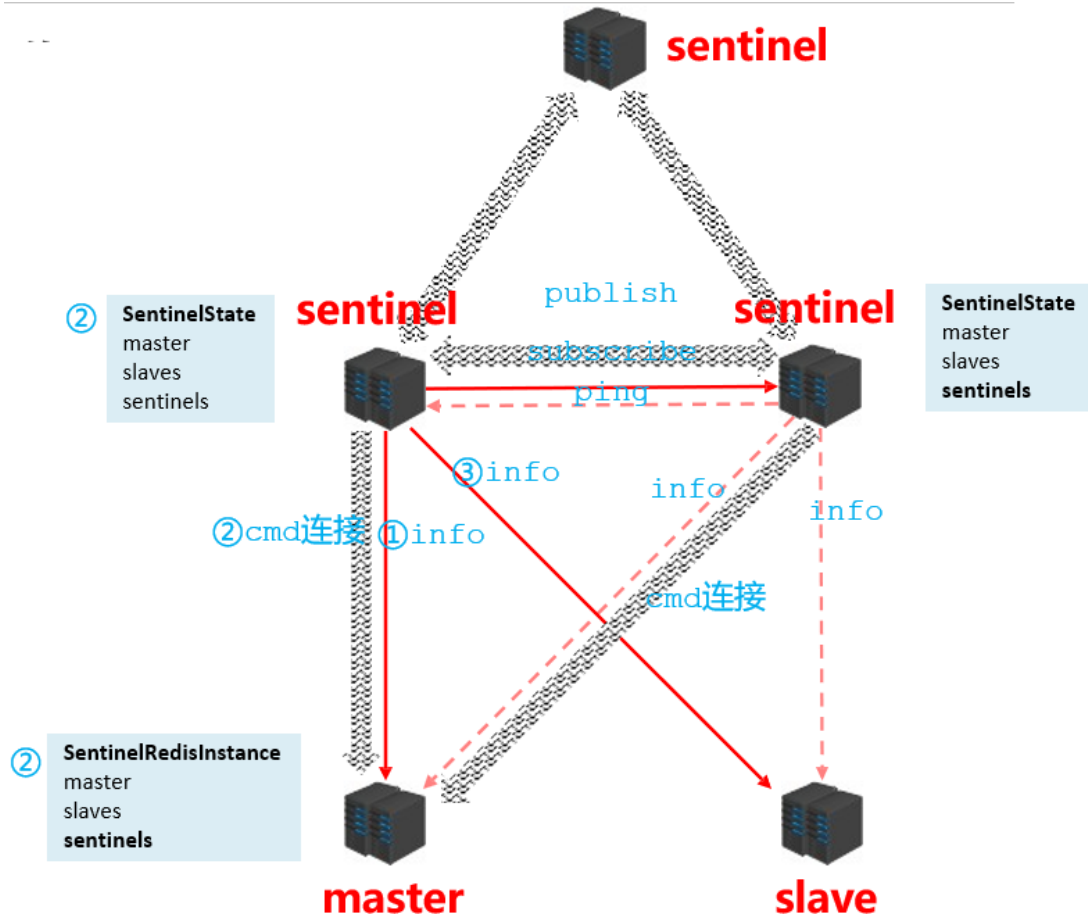 sentinel
sentinel
publish
sentinel
②
SentinelState
master
slaves
sentinels
SentinelState
master
slaves
sentinels
subscribe
ping
③info
info
info
②cmd连接
①info
cmd连接
②
SentinelRedisInstance
master
slaves
sentinels
master
slave